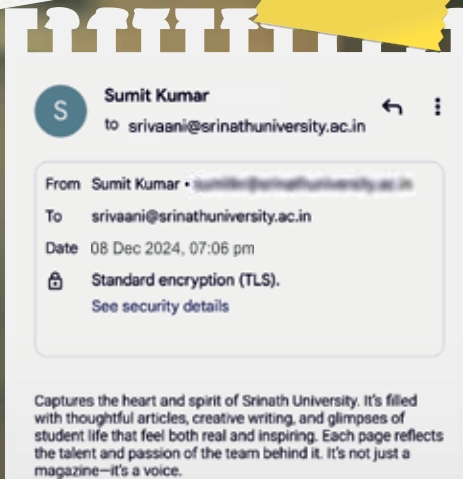 S
Sumit Kumar
to srivaani@srinathuniversity.ac.in
From Sumit Kumar •
To srivaani@srinathuniversity.ac.in
Date 08 Dec 2024, 07:06 pm
Standard encryption (TLS).
See security details
Captures the heart and spirit of Srinath University. It's filled
with thoughtful articles, creative writing, and glimpses of
student life that feel both real and inspiring. Each page reflects
the talent and passion of the team behind it. It's not just a
magazine—it's a voice.